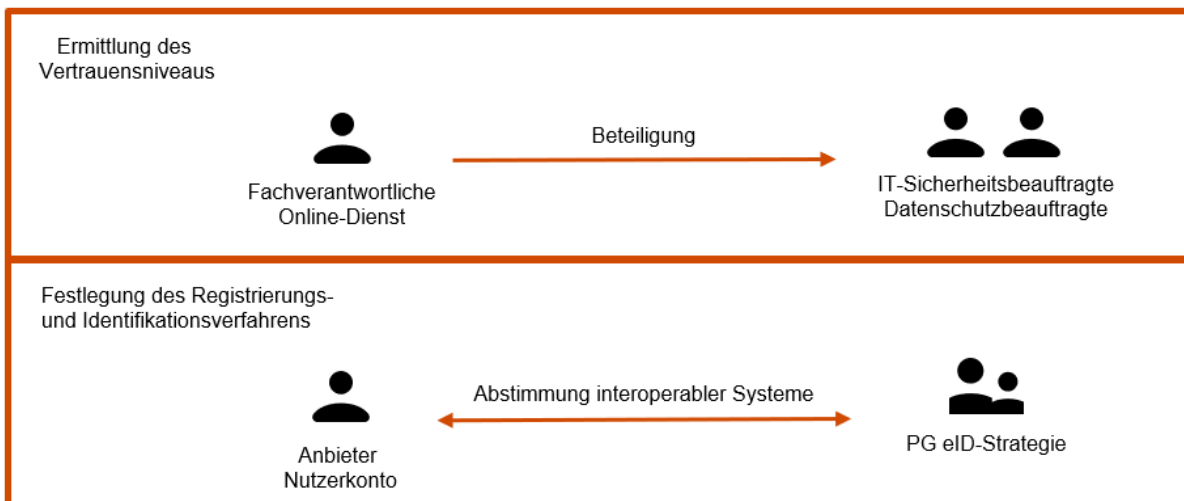 Ermittlung des
Vertrauensniveaus
Beteiligung
Fachverantwortliche
Online-Dienst
IT-Sicherheitsbeauftragte
Datenschutzbeauftragte
Festlegung des Registrierungs-
und Identifikationsverfahrens
Abstimmung interoperabler Systeme
Anbieter
Nutzerkonto
PG eID-Strategie